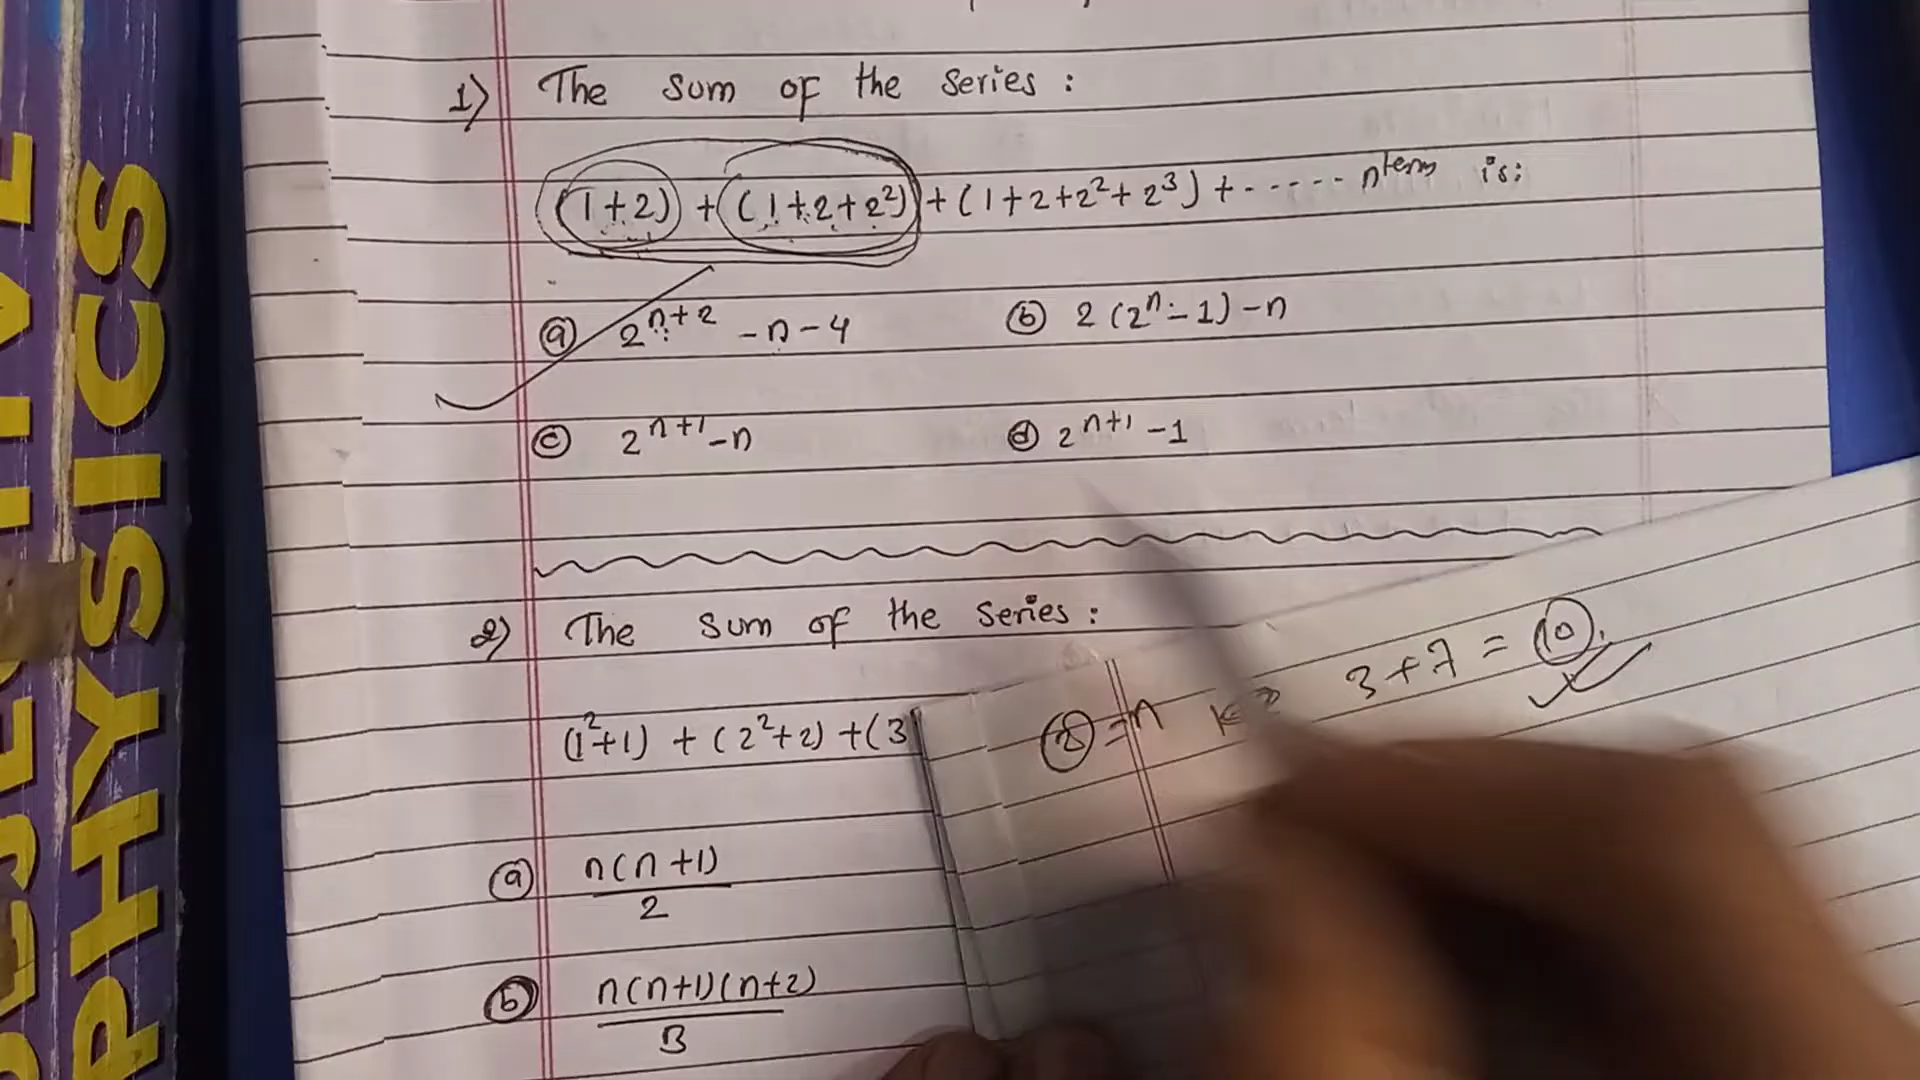 PHYSICS
1) The sum of the series :
(1+2) + (1+2+2²) + (1+2+2²+2³) + ..... nterm is:
ⓐ 2ⁿ⁺² - n - 4 ⓑ 2 (2ⁿ - 1) - n
ⓒ 2ⁿ⁺¹ - n ⓓ 2ⁿ⁺¹ - 1
2) The sum of the series :
(1²+1) + (2²+2) + (3
ⓐ n(n+1)/2
ⓑ n(n+1)(n+2)/3
② = n 3+7 = ⑩